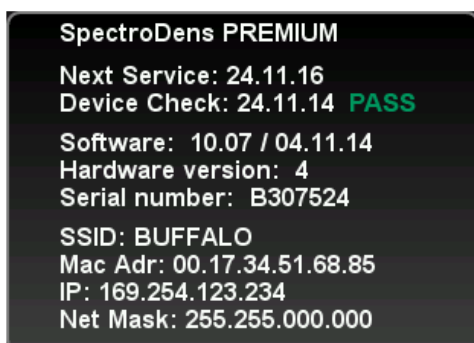 SpectroDens PREMIUM
Next Service: 24.11.16
Device Check: 24.11.14 PASS
Software: 10.07 / 04.11.14
Hardware version: 4
Serial number: B307524
SSID: BUFFALO
Mac Adr: 00.17.34.51.68.85
IP: 169.254.123.234
Net Mask: 255.255.000.000